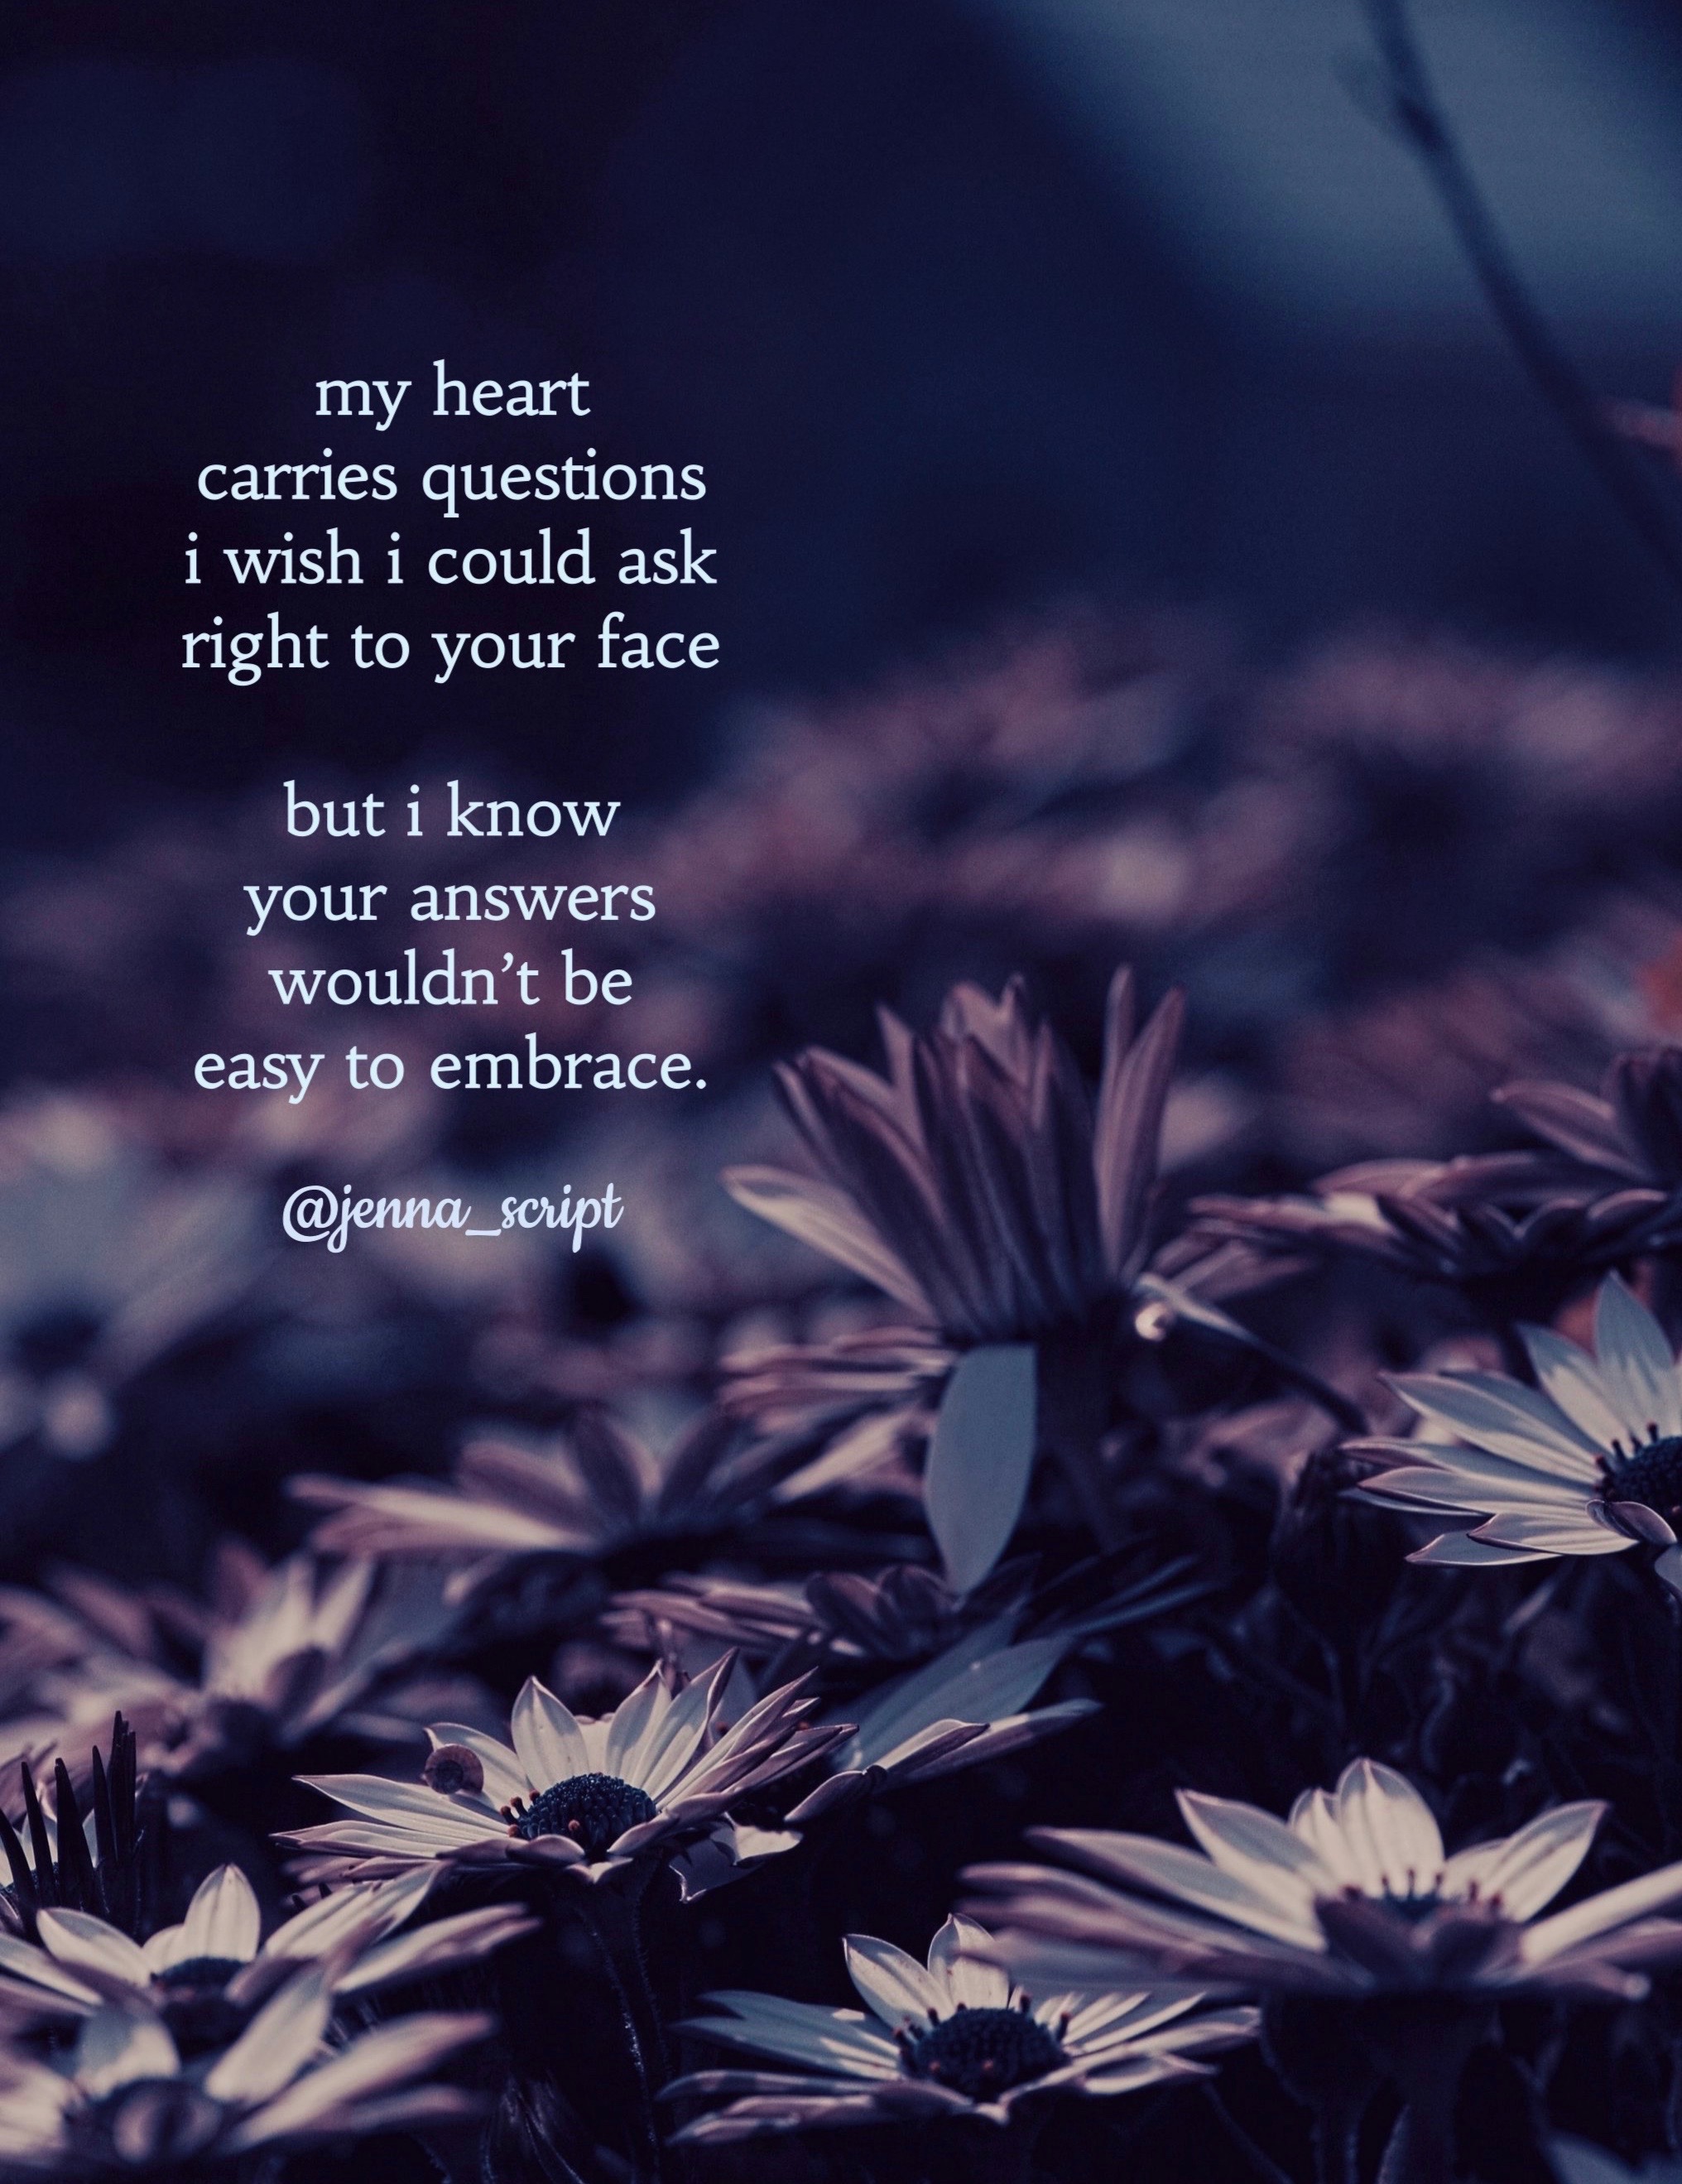 my heart
carries questions
i wish i could ask
right to your face
but i know
your answers
wouldn’t be
easy to embrace.
@jenna_script